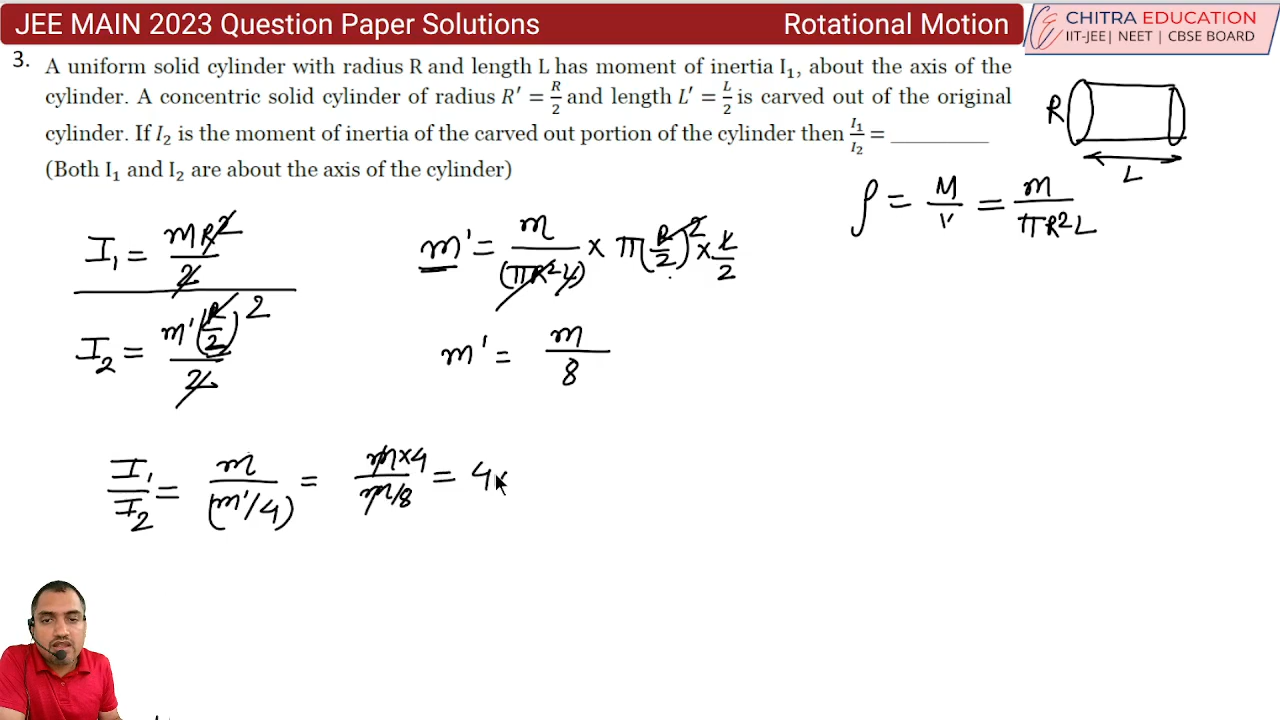 JEE MAIN 2023 Question Paper Solutions Rotational Motion
CHITRA EDUCATION
IIT-JEE| NEET | CBSE BOARD
3. A uniform solid cylinder with radius R and length L has moment of inertia I₁, about the axis of the
cylinder. A concentric solid cylinder of radius R′ = R/2 and length L′ = L/2 is carved out of the original
cylinder. If I₂ is the moment of inertia of the carved out portion of the cylinder then I₁/I₂ = __________
(Both I₁ and I₂ are about the axis of the cylinder)
R
L
ρ = M/V = m/(πR²L)
I₁ = mR²/2
m' = m/(πR²L) × π(R/2)² × L/2
I₂ = m'(R/2)²/2
m' = m/8
I₁/I₂ = m/(m'/4) = m×4/(m/8) = 4×